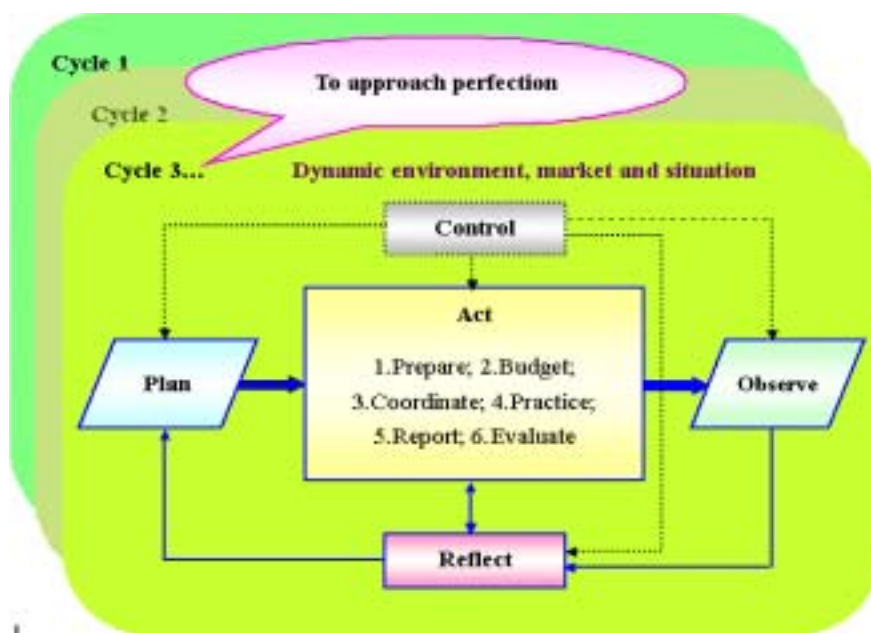 Cycle 1
To approach perfection
Cycle 2
Cycle 3... Dynamic environment, market and situation
Control
Act
1.Prepare; 2.Budget;
3.Coordinate; 4.Practice;
5.Report; 6.Evaluate
Plan
Observe
Reflect